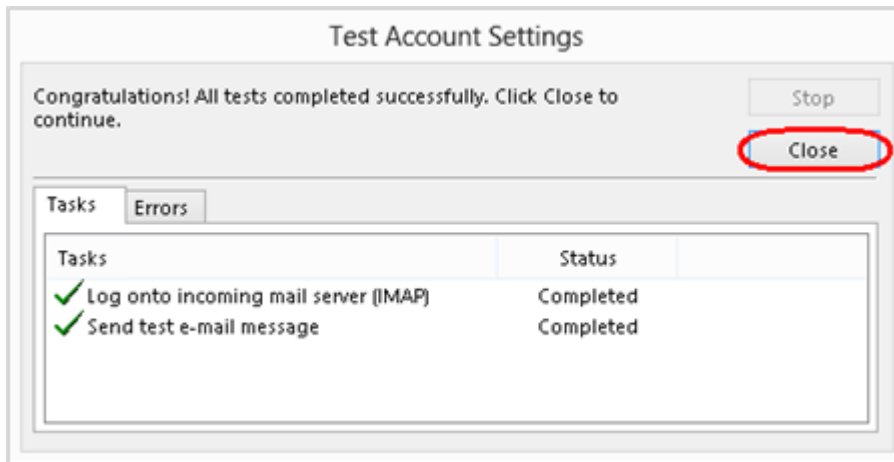 Test Account Settings
Congratulations! All tests completed successfully. Click Close to
continue.
Stop
Close
Tasks
Errors
Tasks Status
Log onto incoming mail server (IMAP) Completed
Send test e-mail message Completed